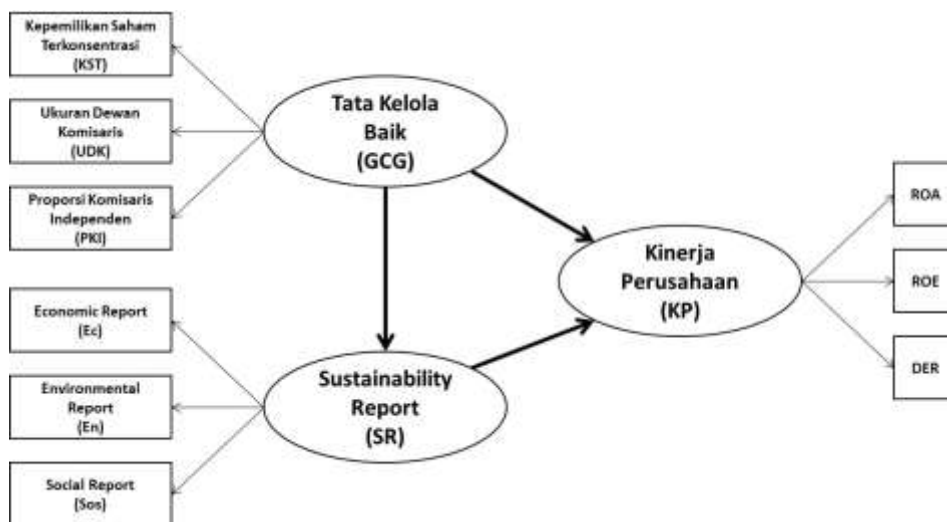 Kepemilikan Saham
Terkonsentrasi
(KST)
Ukuran Dewan
Komisaris
(UDK)
Proporsi Komisaris
Independen
(PKI)
Tata Kelola
Baik
(GCG)
Kinerja
Perusahaan
(KP)
ROA
ROE
DER
Economic Report
(Ec)
Environmental
Report
(En)
Social Report
(Sos)
Sustainability
Report
(SR)